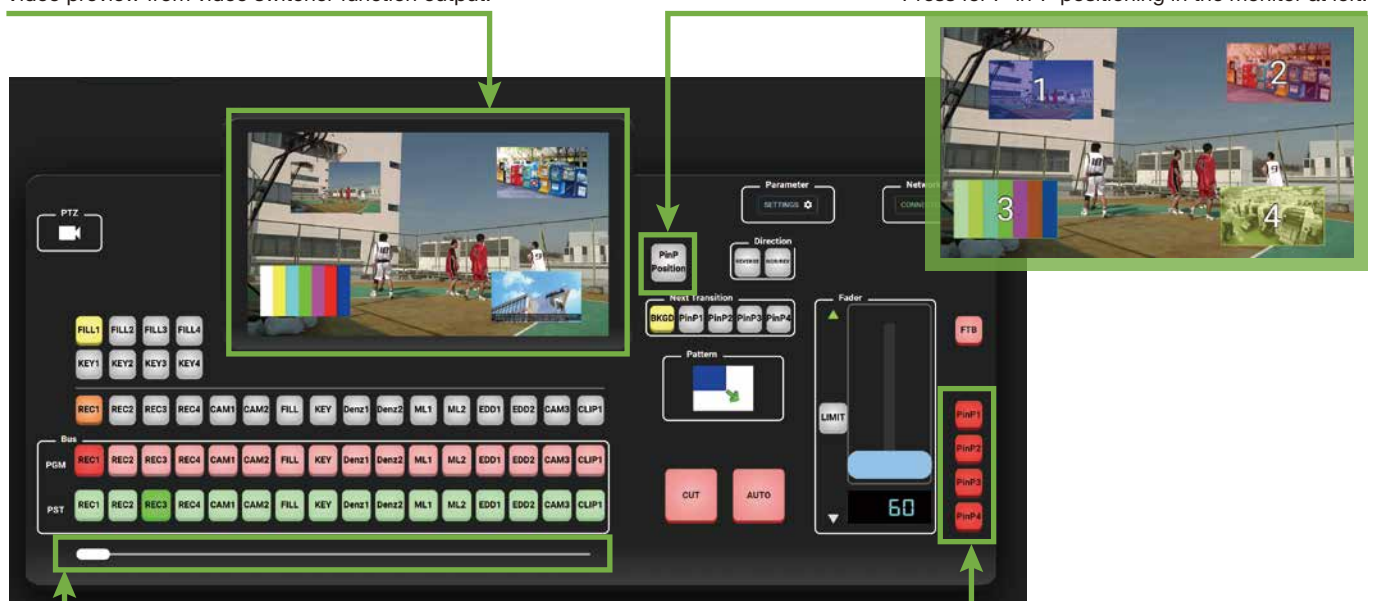 Video preview from video switcher function output.
Press for P-in-P positioning in the monitor at left.
1
2
3
4
PTZ
Parameter
SETTINGS
Network
PinP
Position
Direction
REVERSE
NOR/REV
Next Transition
BKGD PinP1 PinP2 PinP3 PinP4
Fader
FTB
FILL1 FILL2 FILL3 FILL4
KEY1 KEY2 KEY3 KEY4
Pattern
REC1 REC2 REC3 REC4 CAM1 CAM2 FILL KEY Denz1 Denz2 ML1 ML2 EDD1 EDD2 CAM3 CLIP1
LIMIT
PinP1
PinP2
PinP3
PinP4
Bus
PGM REC1 REC2 REC3 REC4 CAM1 CAM2 FILL KEY Denz1 Denz2 ML1 ML2 EDD1 EDD2 CAM3 CLIP1
PST REC1 REC2 REC3 REC4 CAM1 CAM2 FILL KEY Denz1 Denz2 ML1 ML2 EDD1 EDD2 CAM3 CLIP1
CUT
AUTO
60